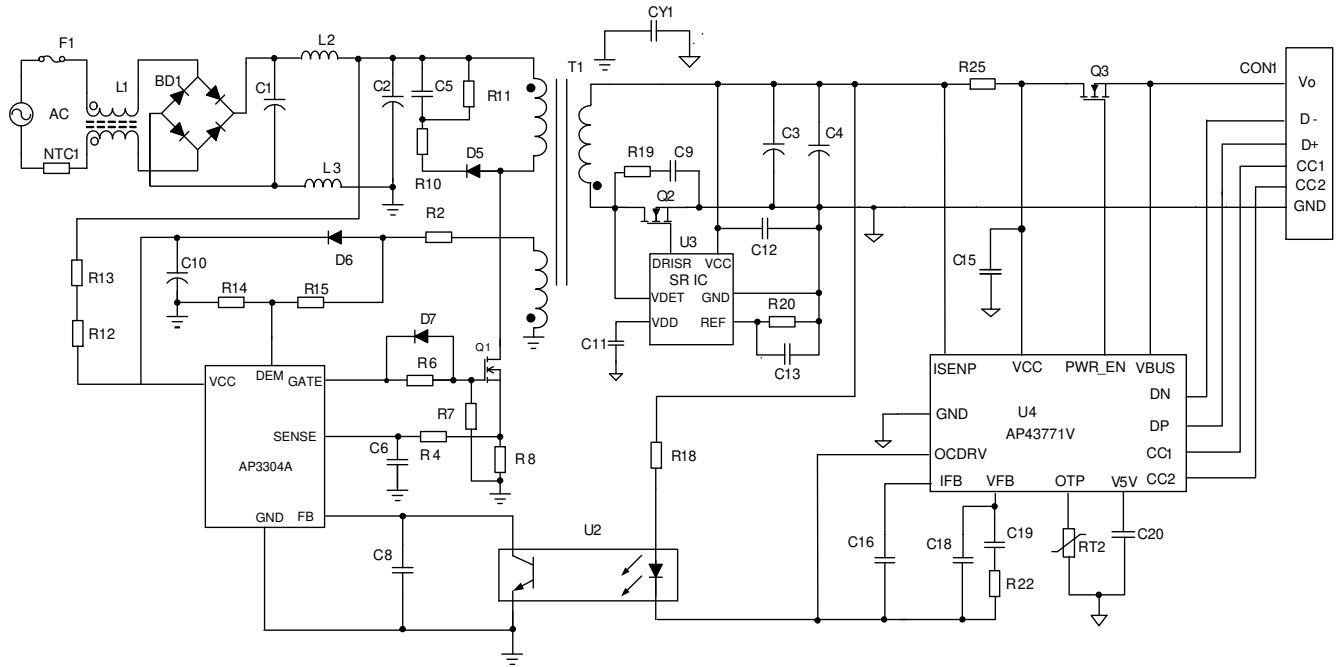 CY1
F1
L2
T1
R25
Q3
CON1
Vo
L1
BD1
C1
C2
C5
R11
AC
D -
C3
C4
D+
NTC1
R19
C9
CC1
D5
L3
R10
CC2
Q2
GND
R2
U3
C12
D6
C10
DRISR
VCC
SR IC
C15
R13
R14
R15
VDET
GND
R20
VDD
REF
R12
D7
C11
Q1
C13
R6
VCC
DEM
GATE
ISENP
VCC
PWR_EN
VBUS
DN
R7
GND
U4
SENSE
C6
R4
R8
R18
AP43771V
DP
AP3304A
OCDRV
CC1
IFB
VFB
OTP
V5V
CC2
GND
FB
U2
C8
C16
C18
C19
RT2
C20
R22